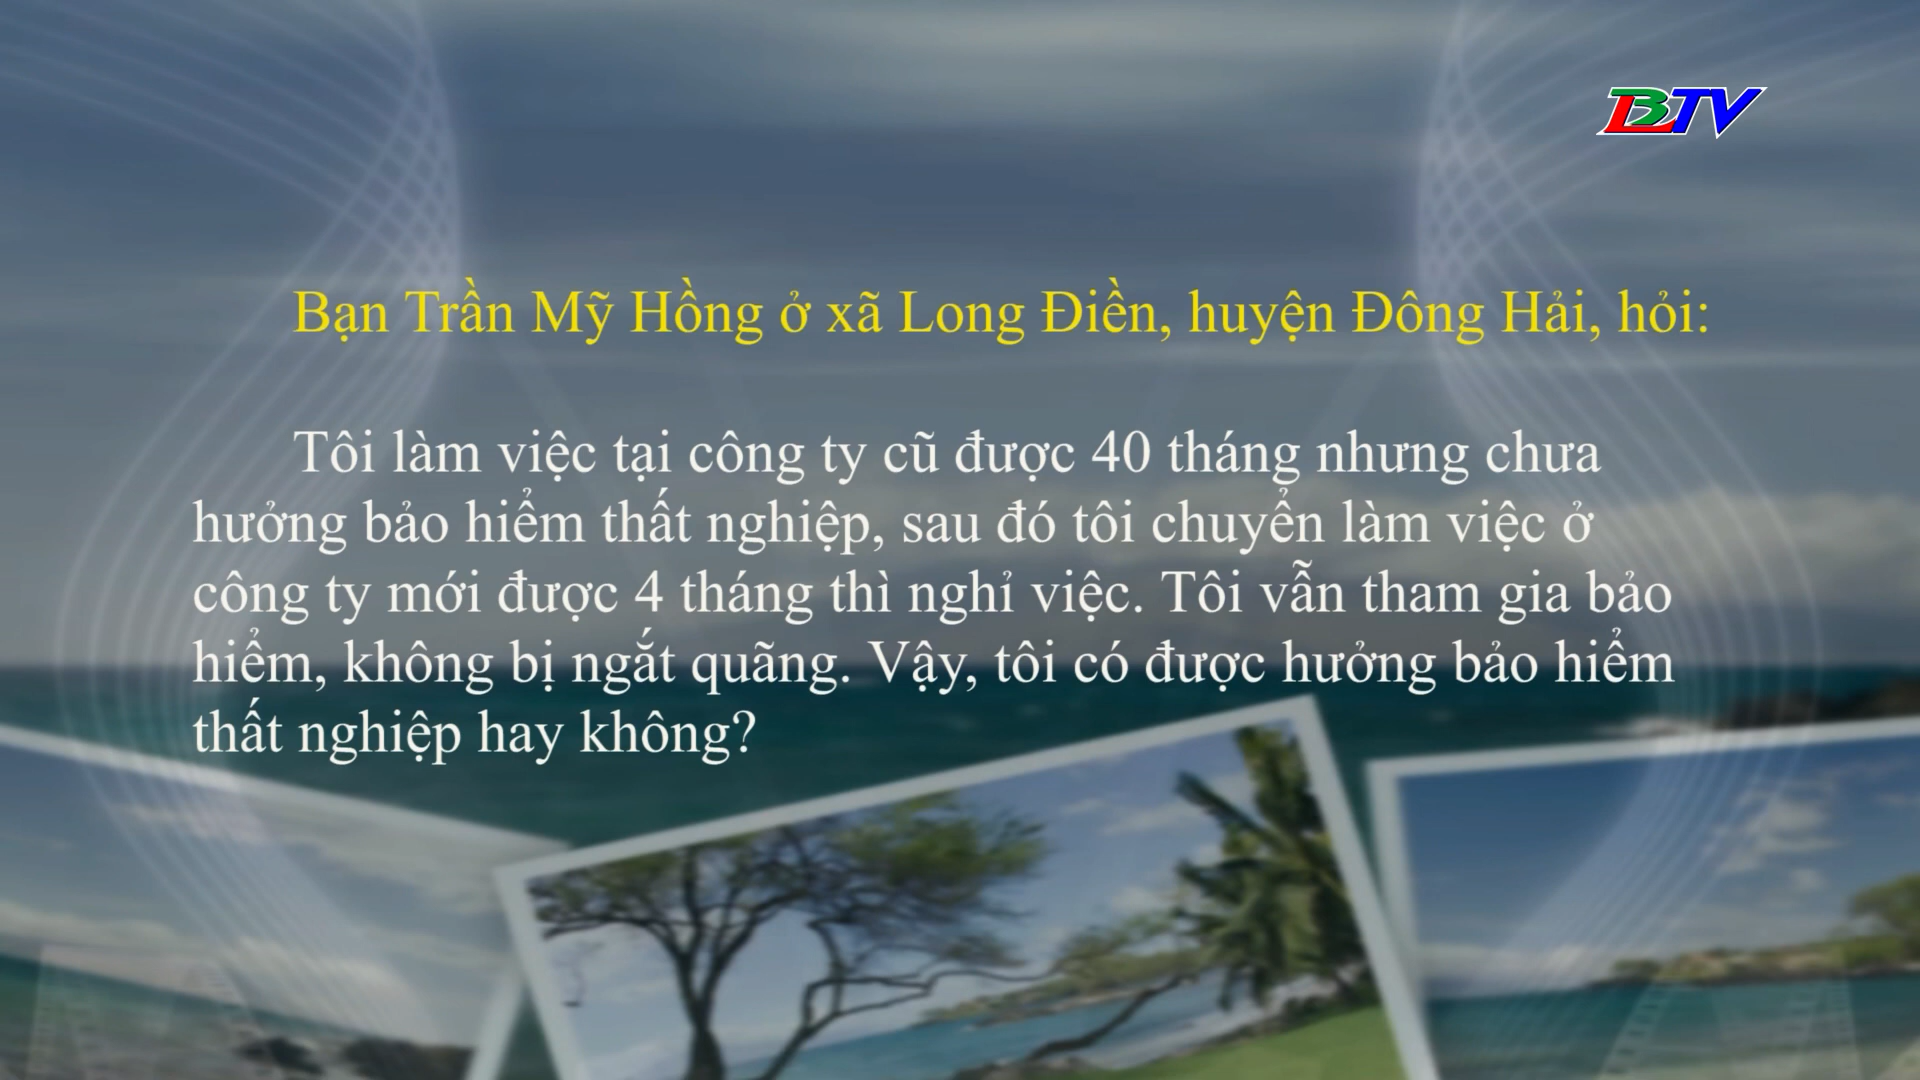 BTV
Bạn Trần Mỹ Hồng ở xã Long Điền, huyện Đông Hải, hỏi:
Tôi làm việc tại công ty cũ được 40 tháng nhưng chưa
hưởng bảo hiểm thất nghiệp, sau đó tôi chuyển làm việc ở
công ty mới được 4 tháng thì nghỉ việc. Tôi vẫn tham gia bảo
hiểm, không bị ngắt quãng. Vậy, tôi có được hưởng bảo hiểm
thất nghiệp hay không?